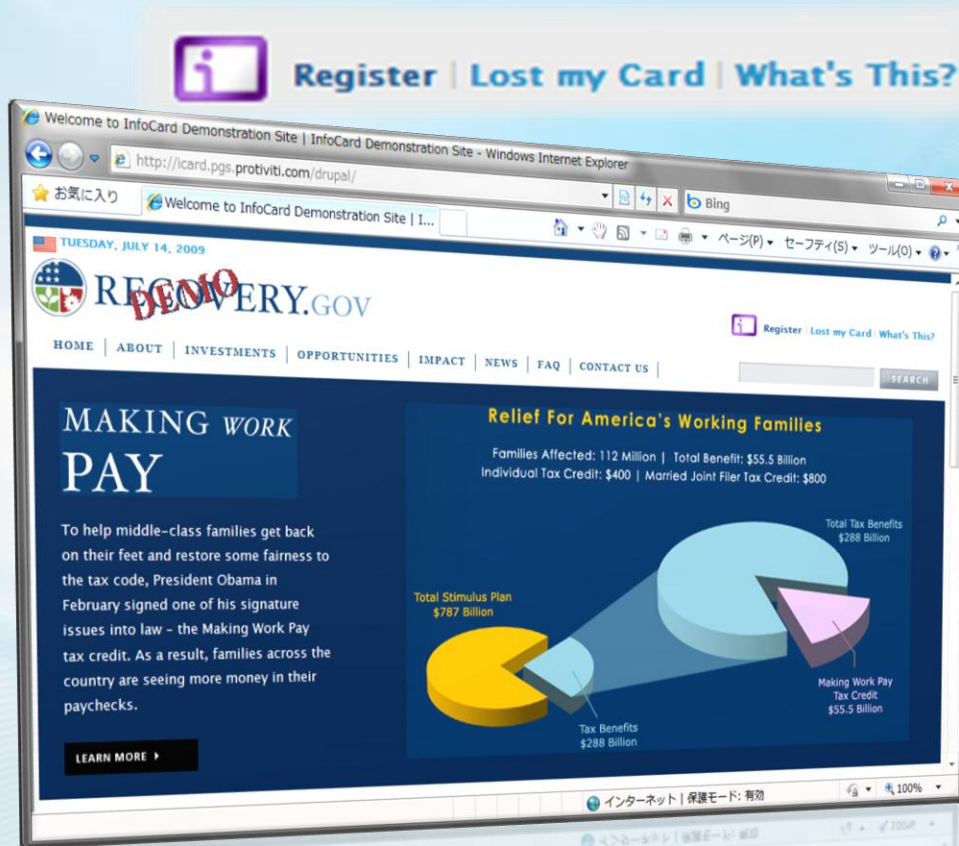 Register | Lost my Card | What's This?
Welcome to InfoCard Demonstration Site | InfoCard Demonstration Site - Windows Internet Explorer
http://icard.pgs.protiviti.com/drupal/
Bing
お気に入り
Welcome to InfoCard Demonstration Site | I...
ページ(P)
セーフティ(S)
ツール(O)
TUESDAY, JULY 14, 2009
RECOVERY.GOV
DEMO
Register | Lost my Card | What's This?
HOME | ABOUT | INVESTMENTS | OPPORTUNITIES | IMPACT | NEWS | FAQ | CONTACT US |
SEARCH
MAKING WORK
PAY
To help middle-class families get back
on their feet and restore some fairness to
the tax code, President Obama in
February signed one of his signature
issues into law – the Making Work Pay
tax credit. As a result, families across the
country are seeing more money in their
paychecks.
LEARN MORE
Relief For America's Working Families
Families Affected: 112 Million | Total Benefit: $55.5 Billion
Individual Tax Credit: $400 | Married Joint Filer Tax Credit: $800
Total Tax Benefits
$288 Billion
Total Stimulus Plan
$787 Billion
Making Work Pay
Tax Credit
$55.5 Billion
Tax Benefits
$288 Billion
インターネット | 保護モード: 有効
100%